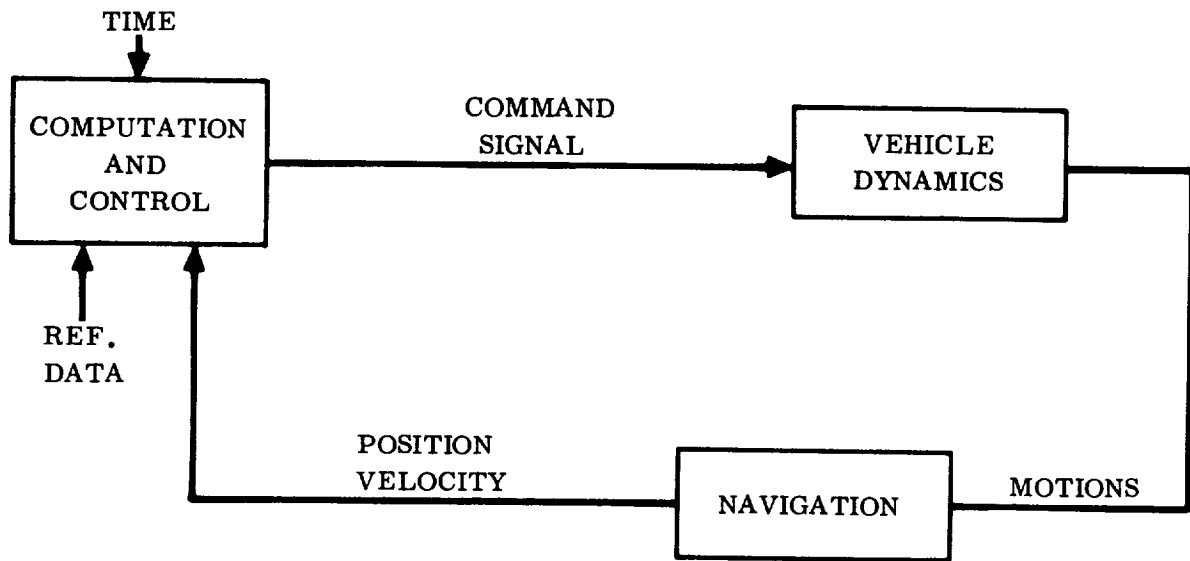 TIME
COMPUTATION
AND
CONTROL
COMMAND
SIGNAL
VEHICLE
DYNAMICS
REF.
DATA
POSITION
VELOCITY
NAVIGATION
MOTIONS